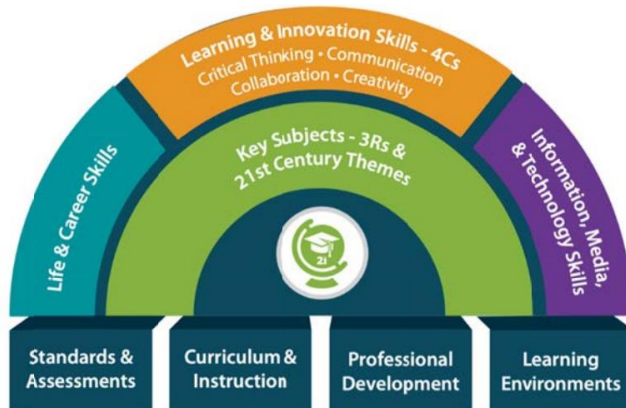 Learning & Innovation Skills - 4Cs
Critical Thinking • Communication
Collaboration • Creativity
Life & Career Skills
Key Subjects - 3Rs &
21st Century Themes
Information, Media,
& Technology Skills
21
Standards &
Assessments
Curriculum &
Instruction
Professional
Development
Learning
Environments